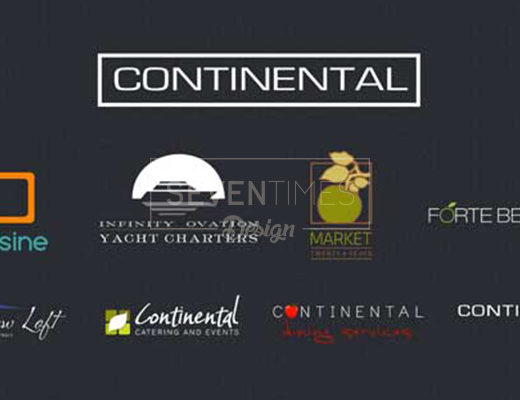 CONTINENTAL
SEVENTIMES
Design
sine
INFINITY OVATION
YACHT CHARTERS
MARKET
TWENTY & SEVEN
FORTE BE
w Loft
Continental
CATERING AND EVENTS
CONTINENTAL
dining services
CONTI